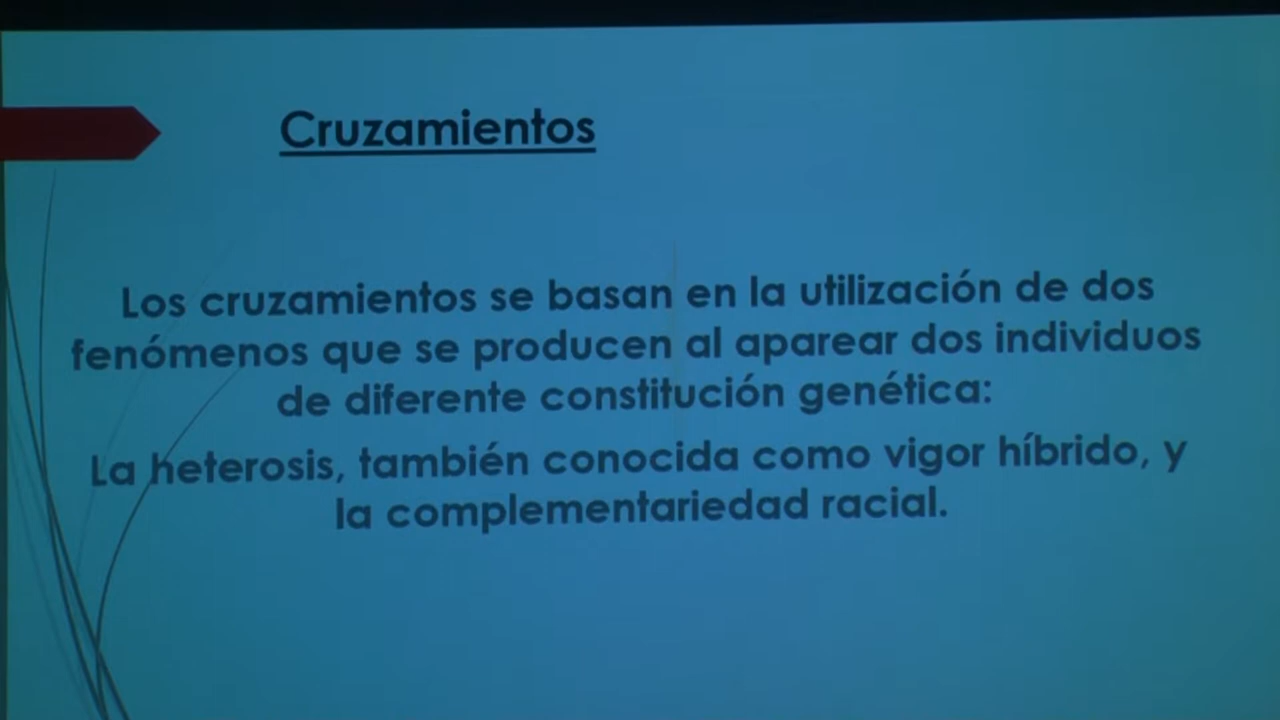 Cruzamientos
Los cruzamientos se basan en la utilización de dos
fenómenos que se producen al aparear dos individuos
de diferente constitución genética:
La heterosis, también conocida como vigor híbrido, y
la complementariedad racial.